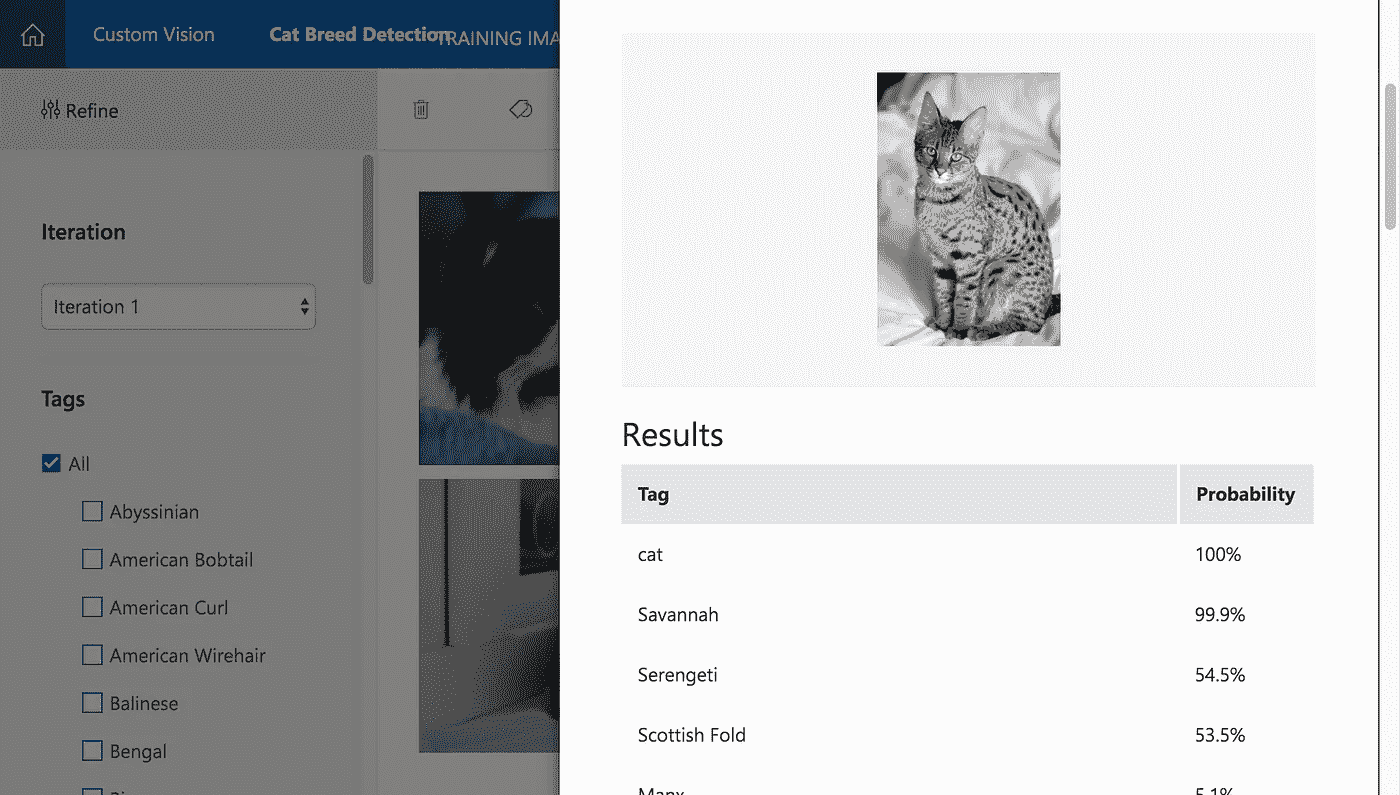 Custom Vision
Cat Breed Detection
TRAINING IMA
Refine
Iteration
Iteration 1
Tags
All
Abyssinian
American Bobtail
American Curl
American Wirehair
Balinese
Bengal
Results
Tag Probability
cat 100%
Savannah 99.9%
Serengeti 54.5%
Scottish Fold 53.5%
Manx 5.1%